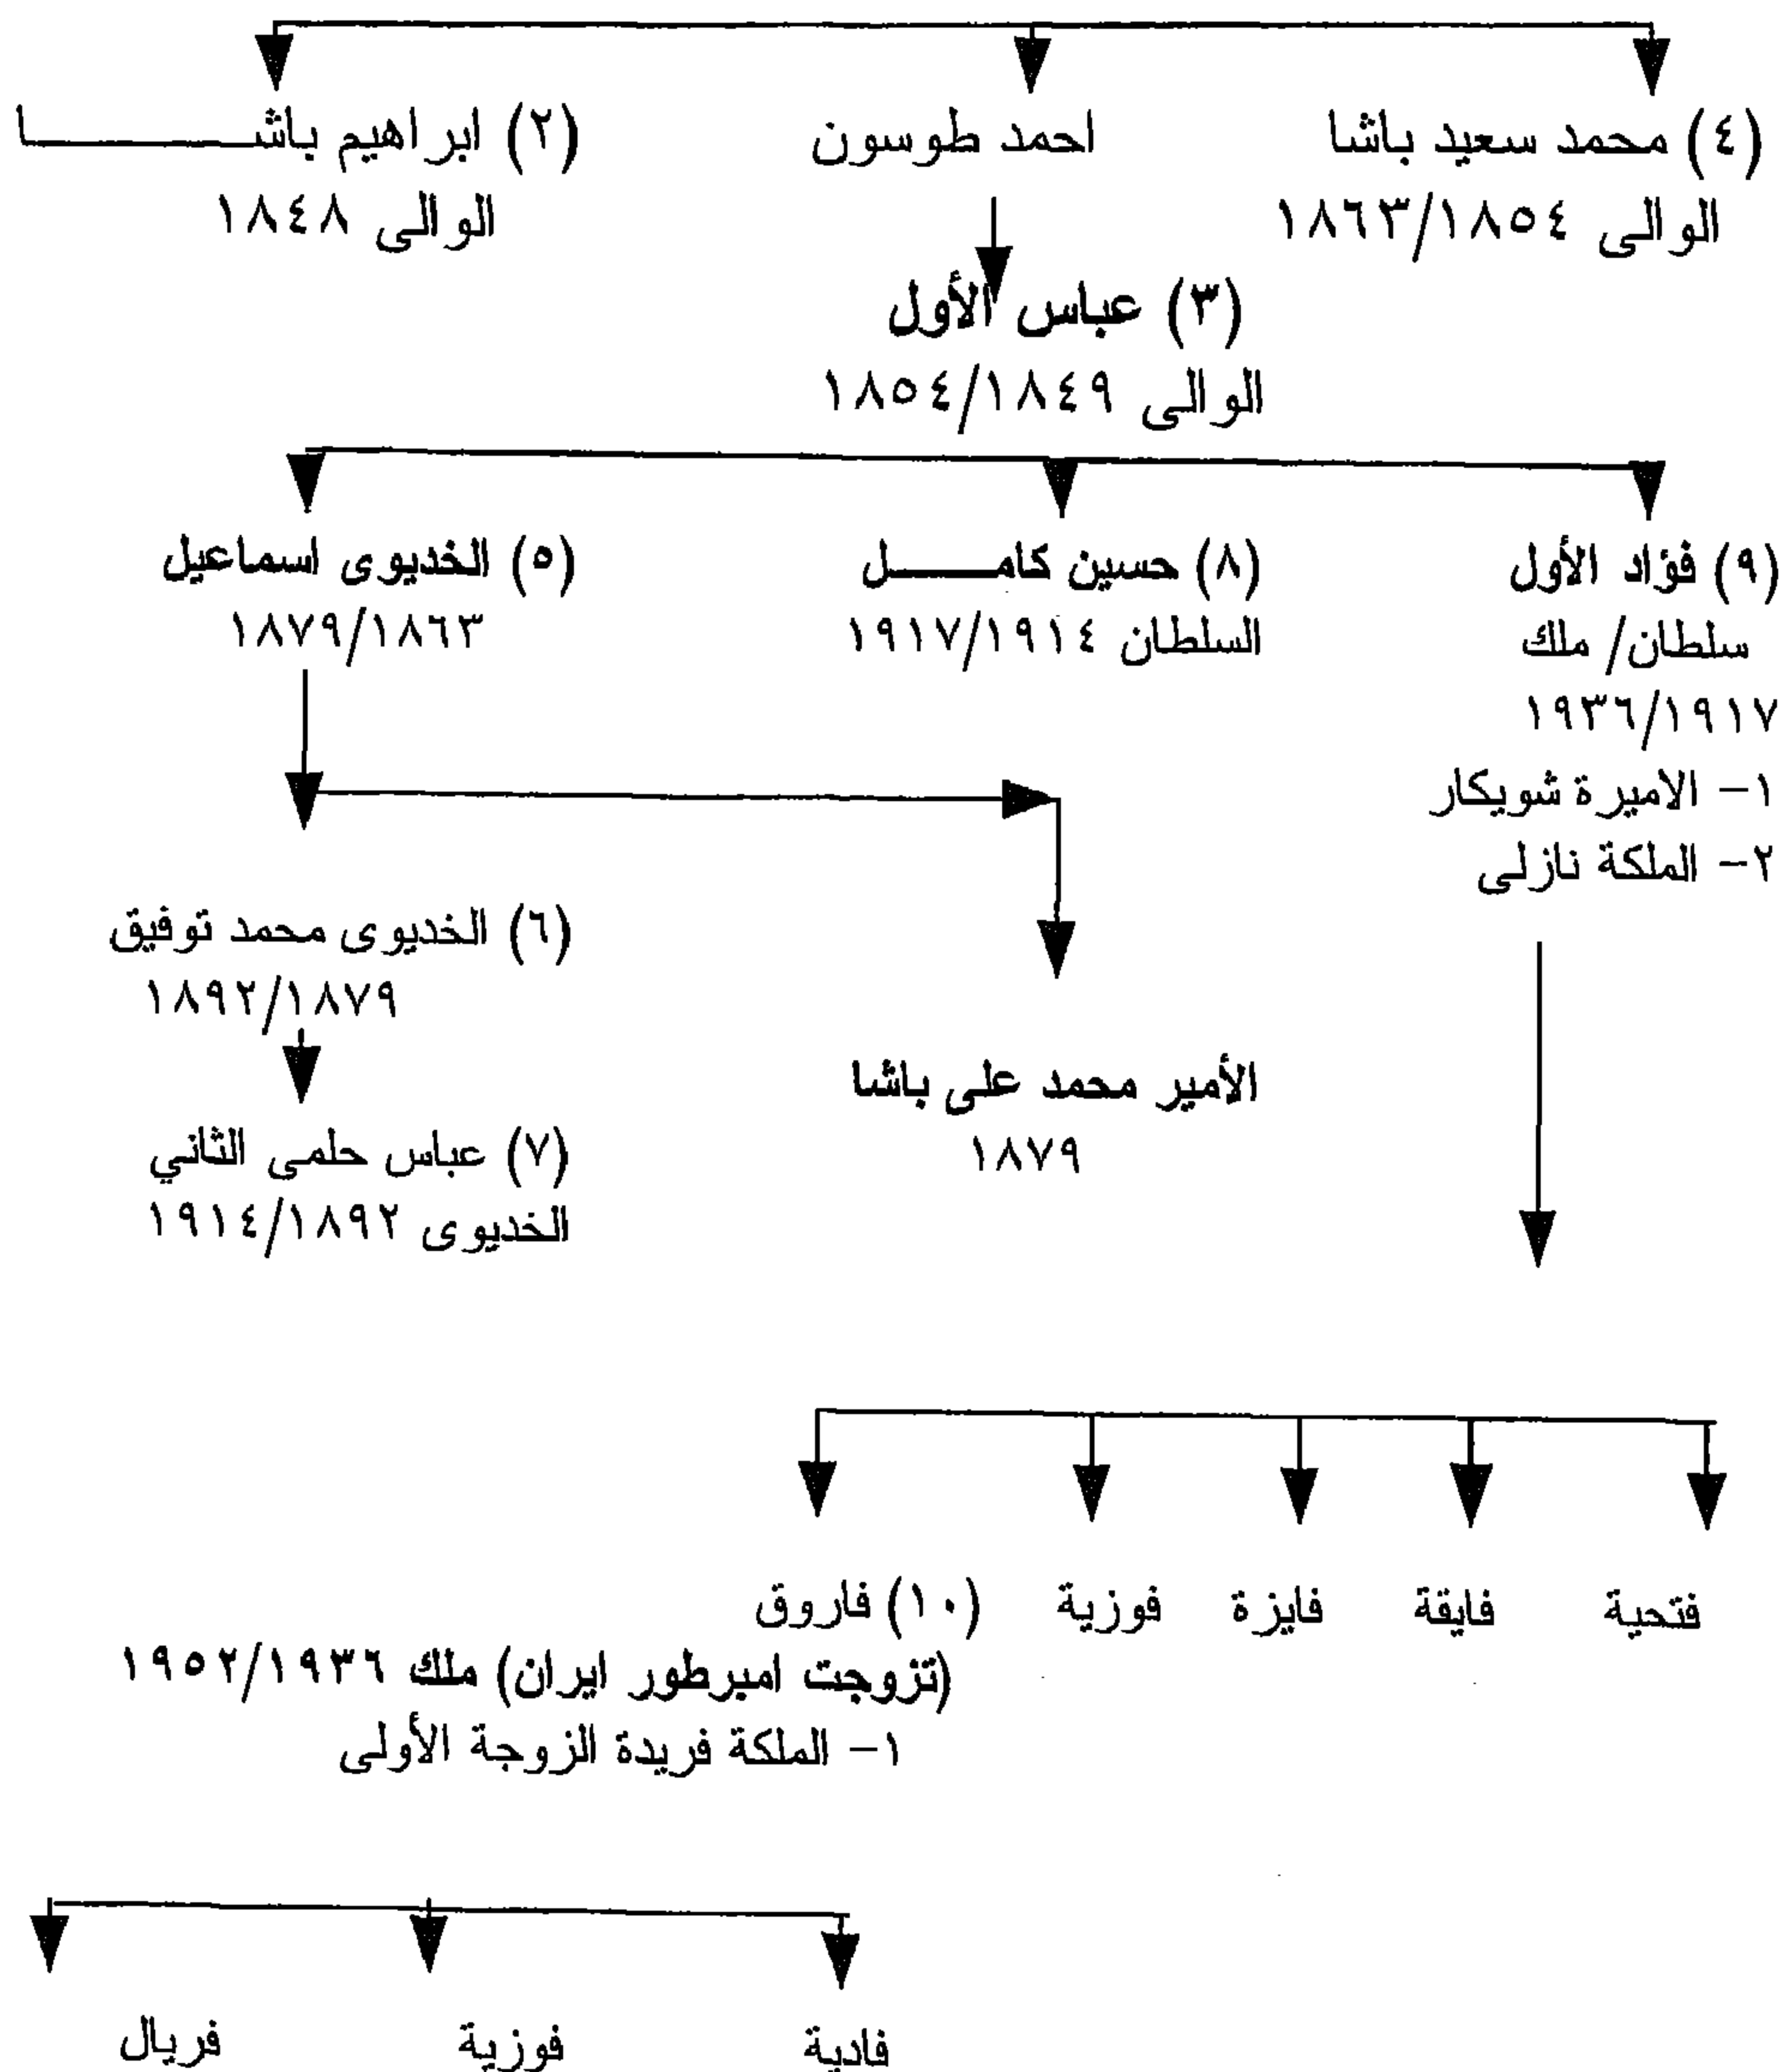 (٤) محمد سعيد باشا احمد طوسون (٢) ابراهيم باشـــــــــا
الوالى ١٨٦٣/١٨٥٤ الوالى ١٨٤٨
(٣) عباس الأول
الوالى ١٨٥٤/١٨٤٩
(٩) فؤاد الأول (٨) حسين كامـــــل (٥) الخديوى اسماعيل
سلطان/ ملك السلطان ١٩١٧/١٩١٤ ١٨٧٩/١٨٦٣
١٩٣٦/١٩١٧
١- الاميرة شويكار
٢- الملكة نازلى
(٦) الخديوى محمد توفيق
١٨٩٢/١٨٧٩
الأمير محمد على باشا
١٨٧٩
(٧) عباس حلمى الثاني
الخديوى ١٩١٤/١٨٩٢
فتحية فايقة فايزة فوزية (١٠) فاروق
(تزوجت امبرطور ايران) ملك ١٩٥٢/١٩٣٦
١- الملكة فريدة الزوجة الأولى
فادية فوزية فريال